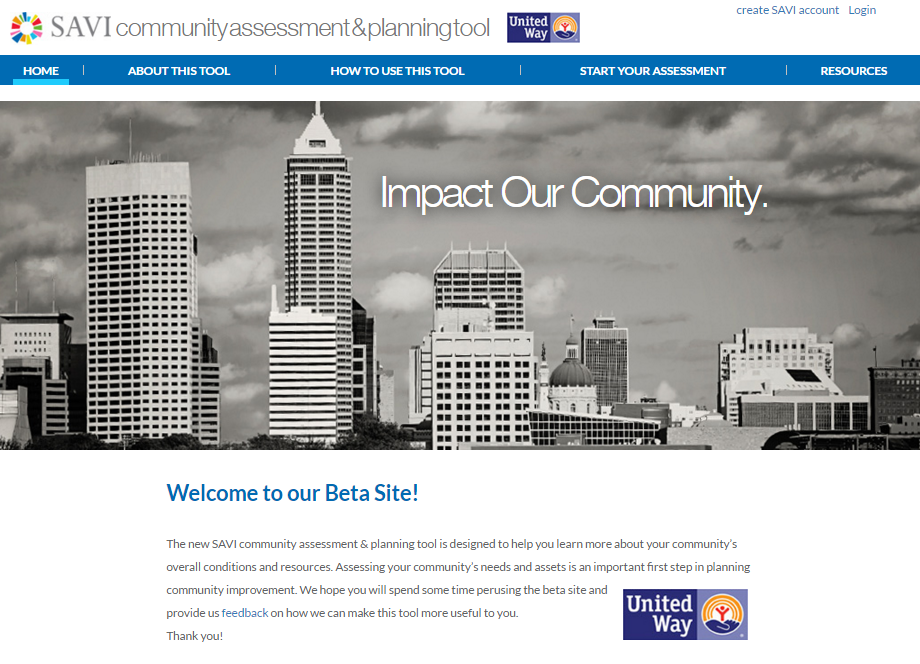 create SAVI account Login
SAVI communityassessment&planningtool
United
Way
HOME | ABOUT THIS TOOL | HOW TO USE THIS TOOL | START YOUR ASSESSMENT | RESOURCES
Impact Our Community.
Welcome to our Beta Site!
The new SAVI community assessment & planning tool is designed to help you learn more about your community’s
overall conditions and resources. Assessing your community’s needs and assets is an important first step in planning
community improvement. We hope you will spend some time perusing the beta site and
provide us feedback on how we can make this tool more useful to you.
Thank you!
United
Way